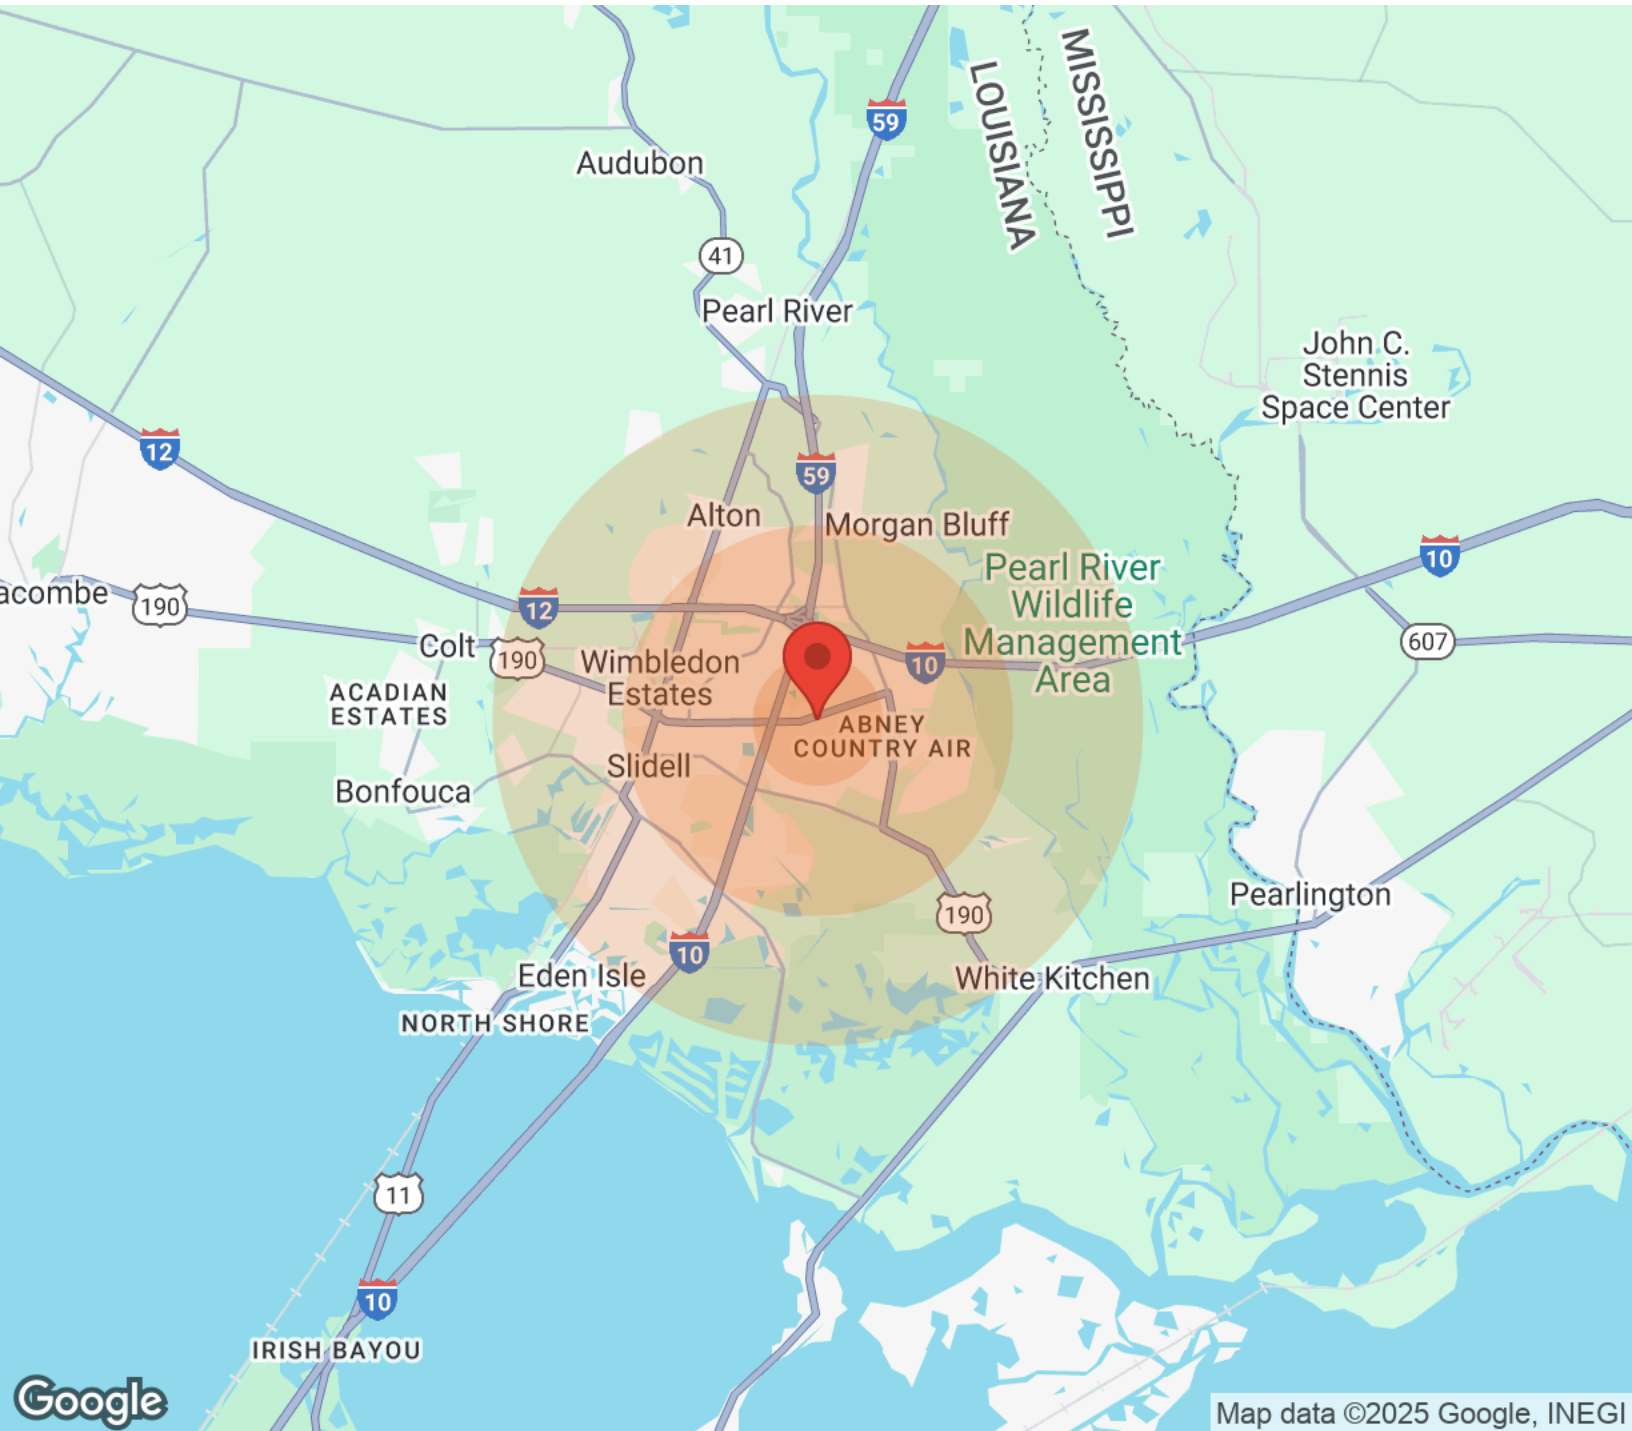 59
MISSISSIPPI
LOUISIANA
Audubon
41
Pearl River
John C.
Stennis
Space Center
12
59
Alton
Morgan Bluff
10
Pearl River
Wildlife
Management
Area
acombe
190
12
Colt
190
Wimbledon
Estates
10
607
ACADIAN
ESTATES
ABNEY
COUNTRY AIR
Slidell
Bonfouca
Pearlington
190
10
Eden Isle
White Kitchen
NORTH SHORE
11
10
IRISH BAYOU
Google
Map data ©2025 Google, INEGI